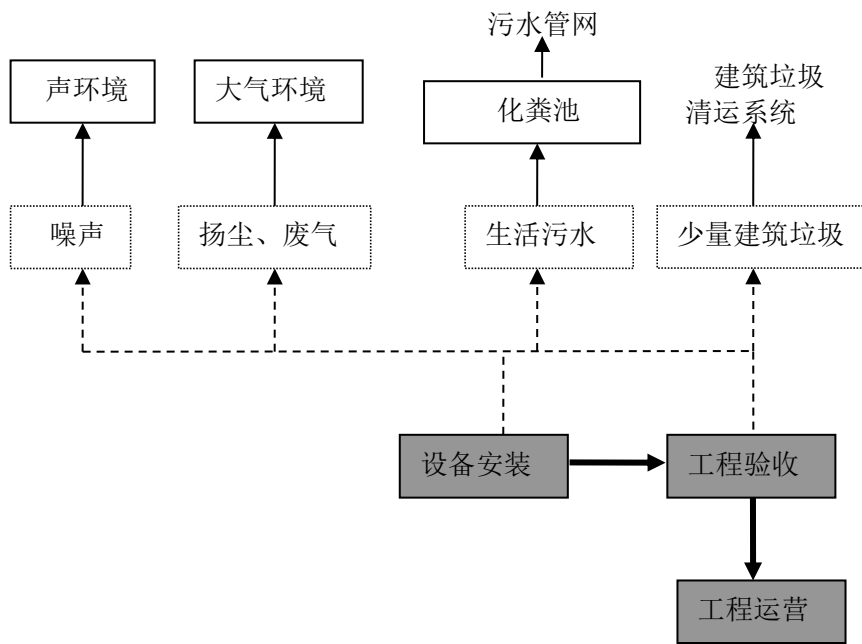 污水管网
声环境
大气环境
化粪池
建筑垃圾
清运系统
噪声
扬尘、废气
生活污水
少量建筑垃圾
设备安装
工程验收
工程运营